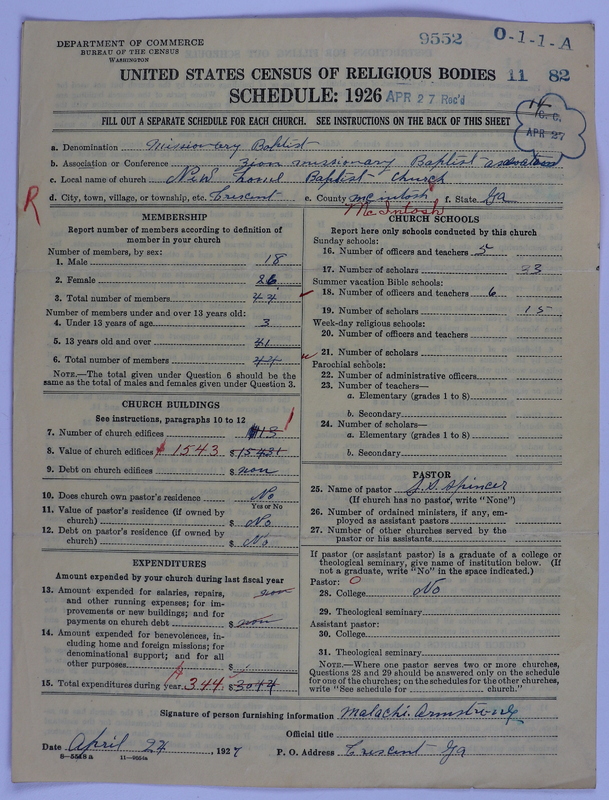 DEPARTMENT OF COMMERCE
BUREAU OF THE CENSUS
WASHINGTON
9552 O-1-1-A
UNITED STATES CENSUS OF RELIGIOUS BODIES 11 82
SCHEDULE: 1926 APR 27 Rec'd
FILL OUT A SEPARATE SCHEDULE FOR EACH CHURCH. SEE INSTRUCTIONS ON THE BACK OF THIS SHEET
APR 27
a. Denomination Missionary Baptist
b. Association or Conference Zion missionary Baptist
c. Local name of church New Baptist Church
d. City, town, village, or township, etc. Crescent e. County mcintosh f. State Ga
R
McIntosh
MEMBERSHIP
Report number of members according to definition of member in your church
Number of members, by sex:
1. Male 18
2. Female 26
3. Total number of members 44
Number of members under and over 13 years old:
4. Under 13 years of age 3
5. 13 years old and over 41
6. Total number of members 44
NOTE.—The total given under Question 6 should be the
same as the total of males and females given under Question 3.
CHURCH BUILDINGS
See instructions, paragraphs 10 to 12
7. Number of church edifices 1
8. Value of church edifices $ 1543 $
9. Debt on church edifices $ non
10. Does church own pastor's residence No
Yes or No
11. Value of pastor's residence (if owned by
church) $ No
12. Debt on pastor's residence (if owned by
church) $ No
EXPENDITURES
Amount expended by your church during last fiscal year
13. Amount expended for salaries, repairs,
and other running expenses; for im-
provements or new buildings; and for
payments on church debt $ non
14. Amount expended for benevolences, in-
cluding home and foreign missions; for
denominational support; and for all
other purposes $
15. Total expenditures during year 344 $
CHURCH SCHOOLS
Report here only schools conducted by this church
Sunday schools:
16. Number of officers and teachers 5
17. Number of scholars 33
Summer vacation Bible schools:
18. Number of officers and teachers 6
19. Number of scholars 15
Week-day religious schools:
20. Number of officers and teachers
21. Number of scholars
Parochial schools:
22. Number of administrative officers
23. Number of teachers—
a. Elementary (grades 1 to 8)
b. Secondary
24. Number of scholars—
a. Elementary (grades 1 to 8)
b. Secondary
PASTOR
25. Name of pastor J. S. Spincer
(If church has no pastor, write "None")
26. Number of ordained ministers, if any, em-
ployed as assistant pastors
27. Number of other churches served by the
pastor or his assistants
If pastor (or assistant pastor) is a graduate of a college or
theological seminary, give name of institution below. (If
not a graduate, write "No" in the space indicated.)
Pastor: O
28. College No
29. Theological seminary
Assistant pastor:
30. College
31. Theological seminary
NOTE.—Where one pastor serves two or more churches,
Questions 28 and 29 should be answered only on the schedule
for one of the churches; on the schedules for the other churches,
write "See schedule for church."
Signature of person furnishing information Malachi Armstrong
Official title
Date April 22, 1927 P. O. Address Crescent Ga
8—5548 a 11—9554a